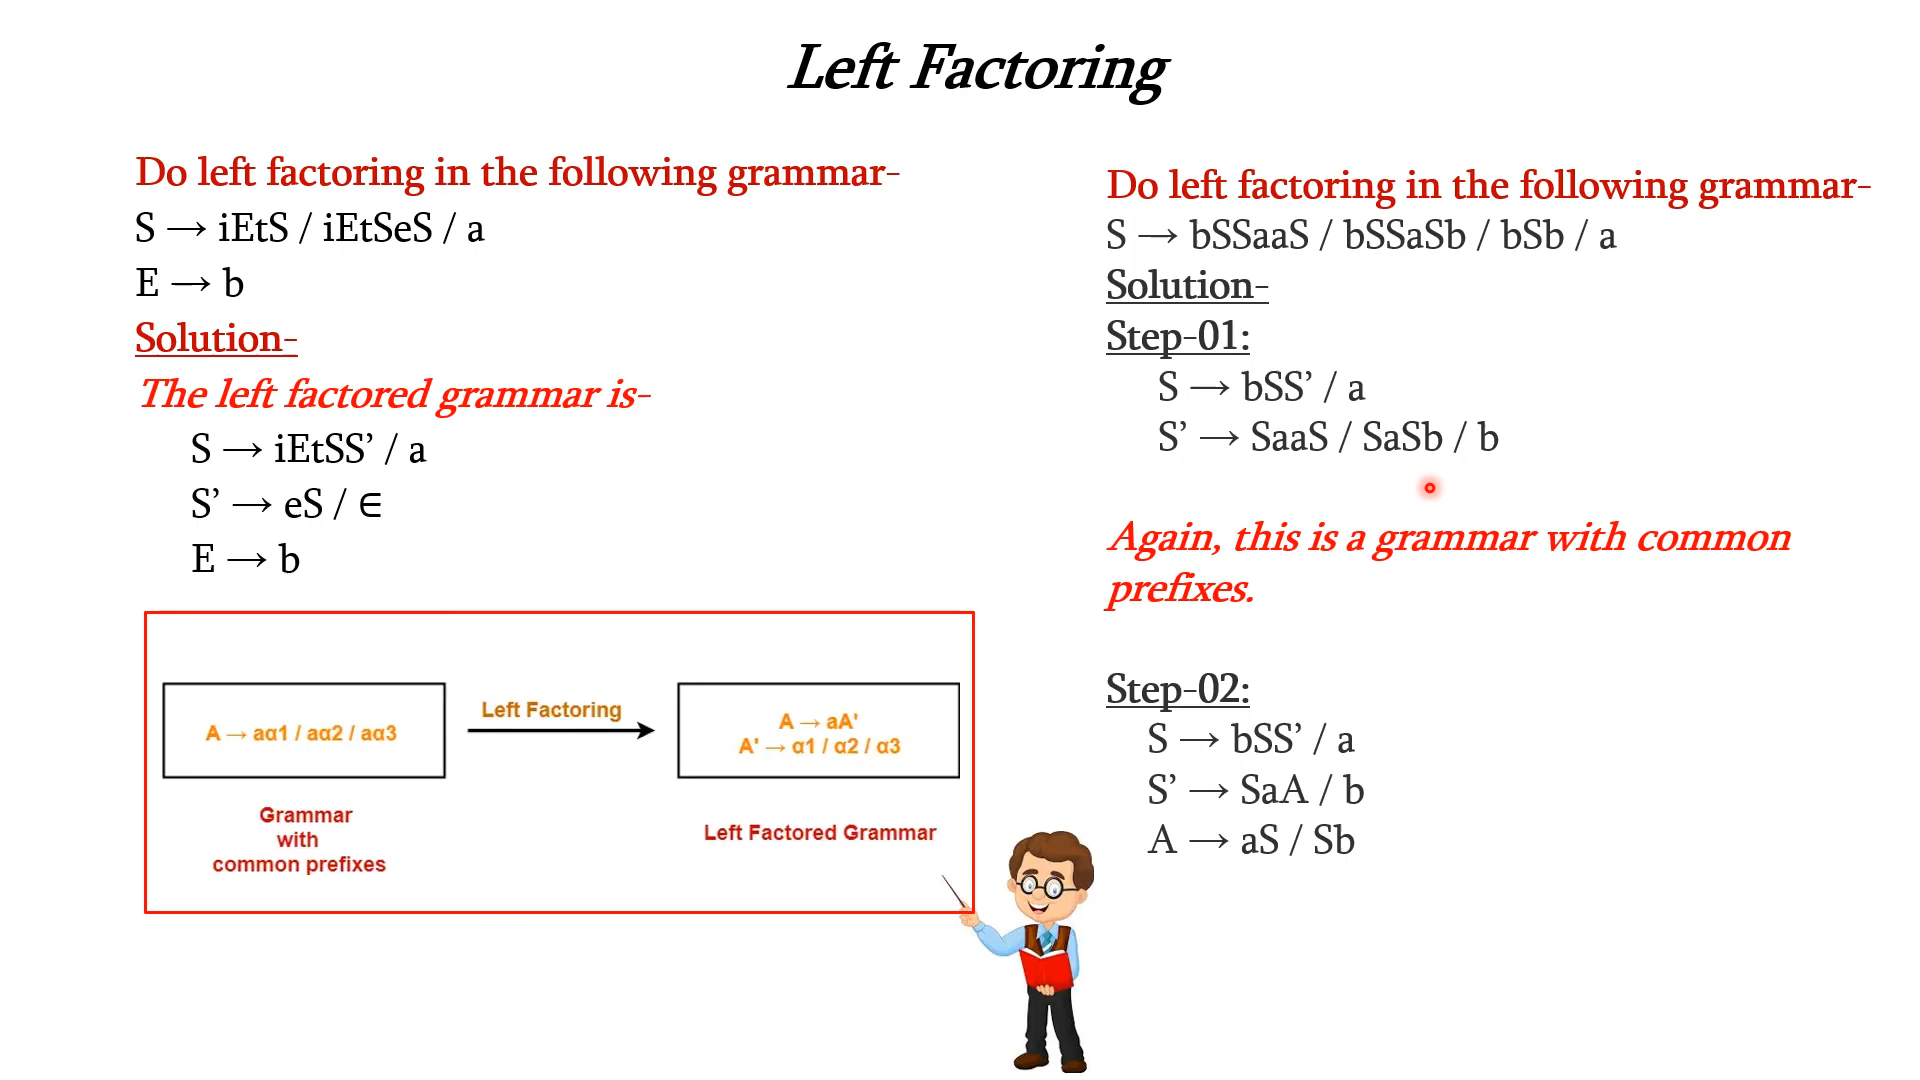 Left Factoring
Do left factoring in the following grammar-
S → iEtS / iEtSeS / a
E → b
Solution-
The left factored grammar is-
S → iEtSS’ / a
S’ → eS / ∈
E → b
A → aα1 / aα2 / aα3
Grammar
with
common prefixes
Left Factoring
A → aA'
A' → α1 / α2 / α3
Left Factored Grammar
Do left factoring in the following grammar-
S → bSSaaS / bSSaSb / bSb / a
Solution-
Step-01:
S → bSS’ / a
S’ → SaaS / SaSb / b
Again, this is a grammar with common
prefixes.
Step-02:
S → bSS’ / a
S’ → SaA / b
A → aS / Sb